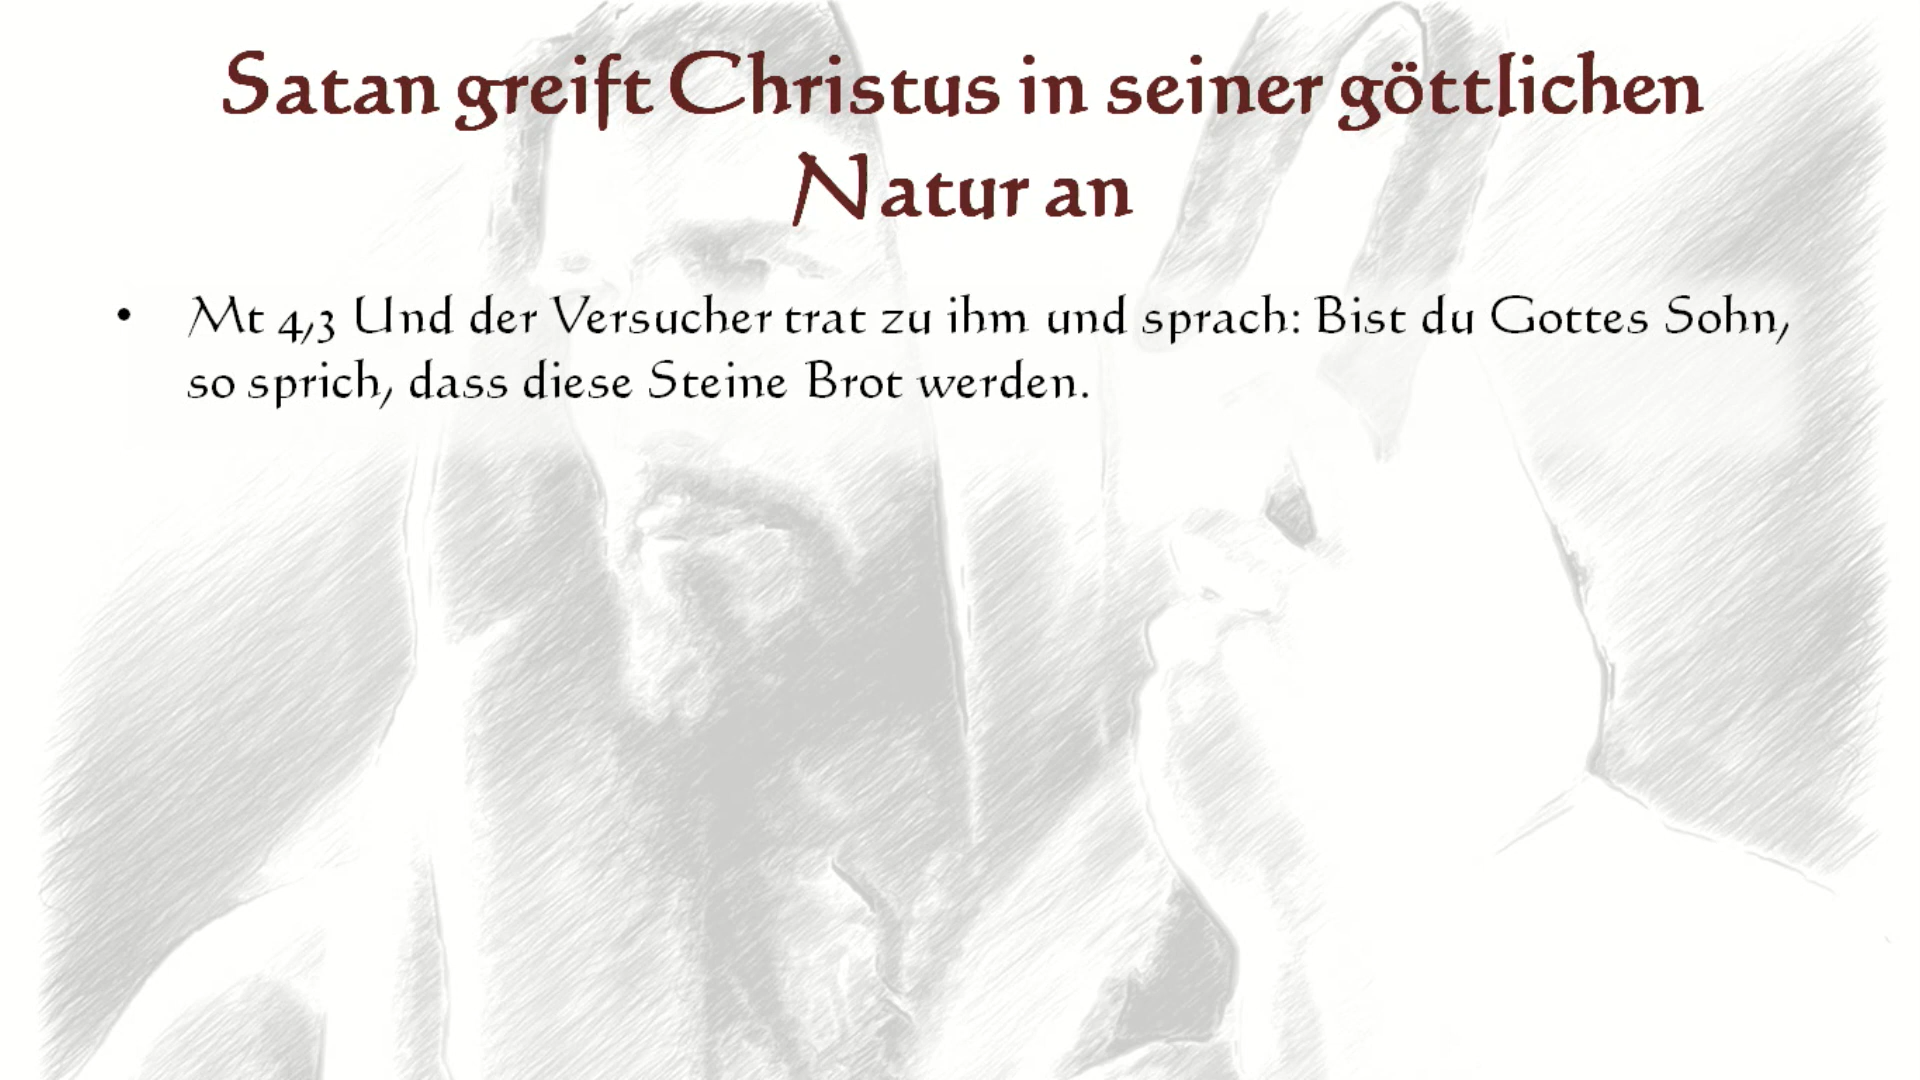 Satan greift Christus in seiner göttlichen
Natur an
• Mt 4,3 Und der Versucher trat zu ihm und sprach: Bist du Gottes Sohn,
so sprich, dass diese Steine Brot werden.